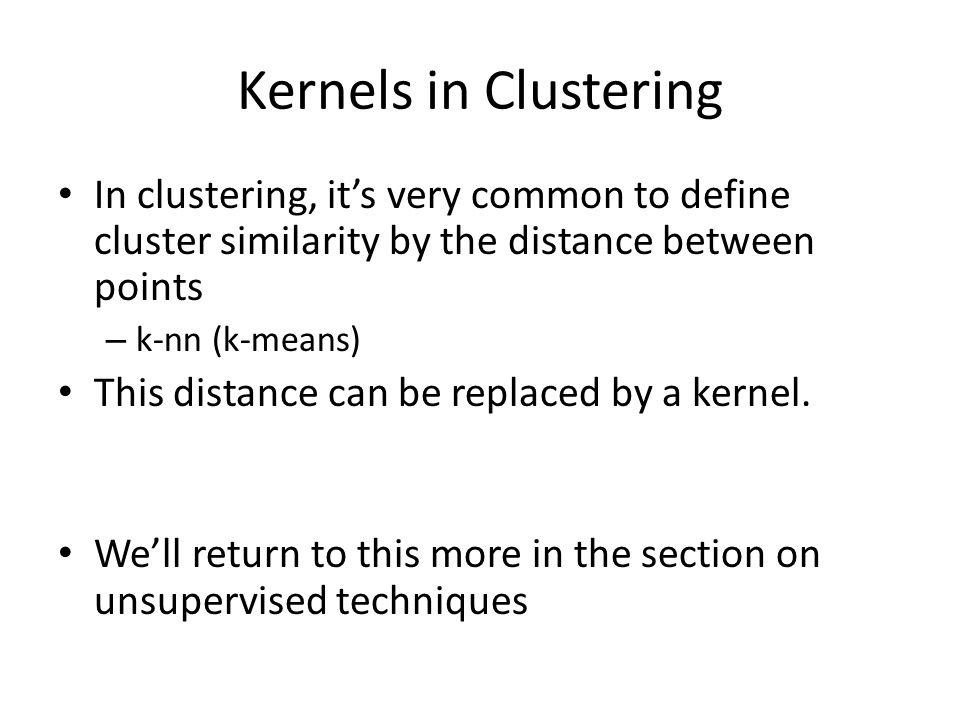 Kernels in Clustering
• In clustering, it’s very common to define
cluster similarity by the distance between
points
– k-nn (k-means)
• This distance can be replaced by a kernel.
• We’ll return to this more in the section on
unsupervised techniques